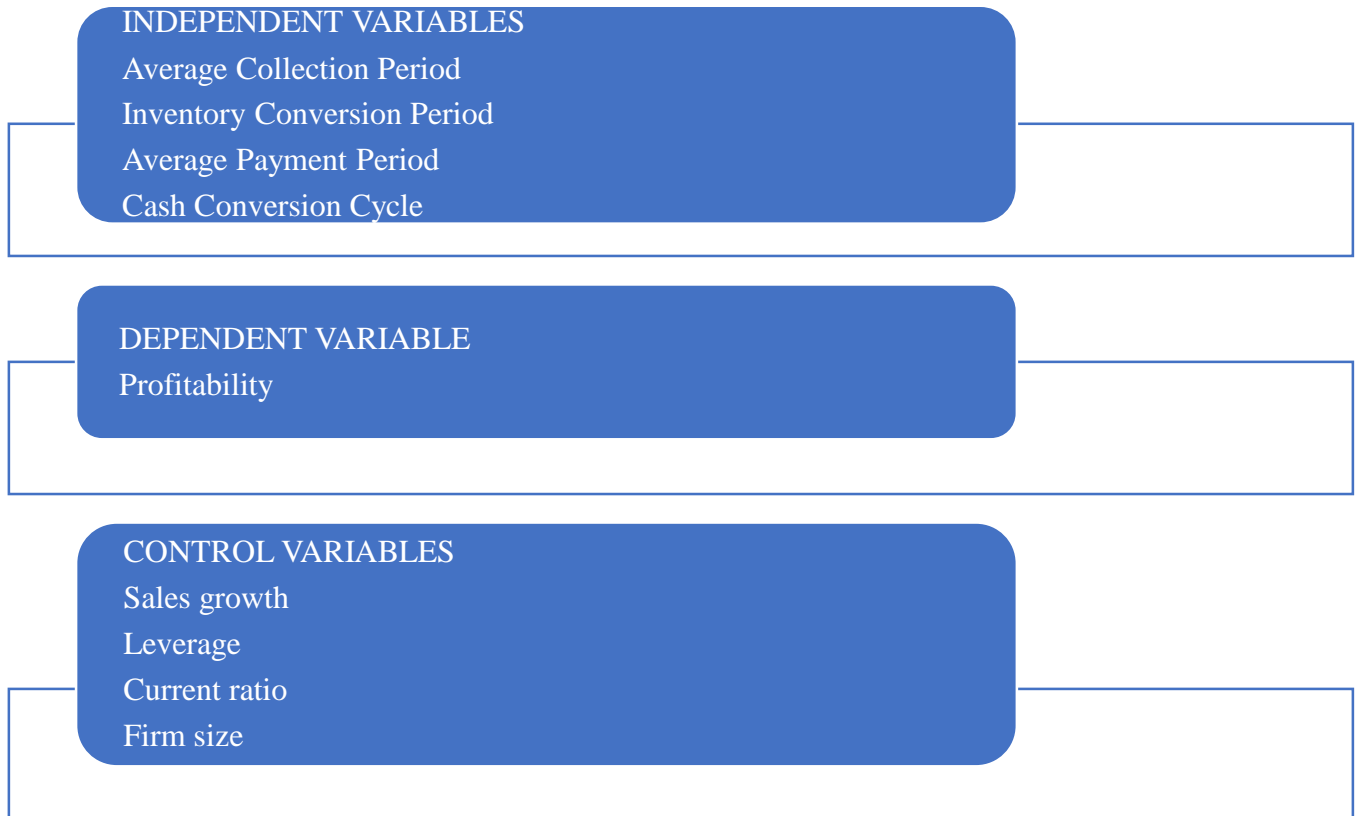 INDEPENDENT VARIABLES
Average Collection Period
Inventory Conversion Period
Average Payment Period
Cash Conversion Cycle
DEPENDENT VARIABLE
Profitability
CONTROL VARIABLES
Sales growth
Leverage
Current ratio
Firm size